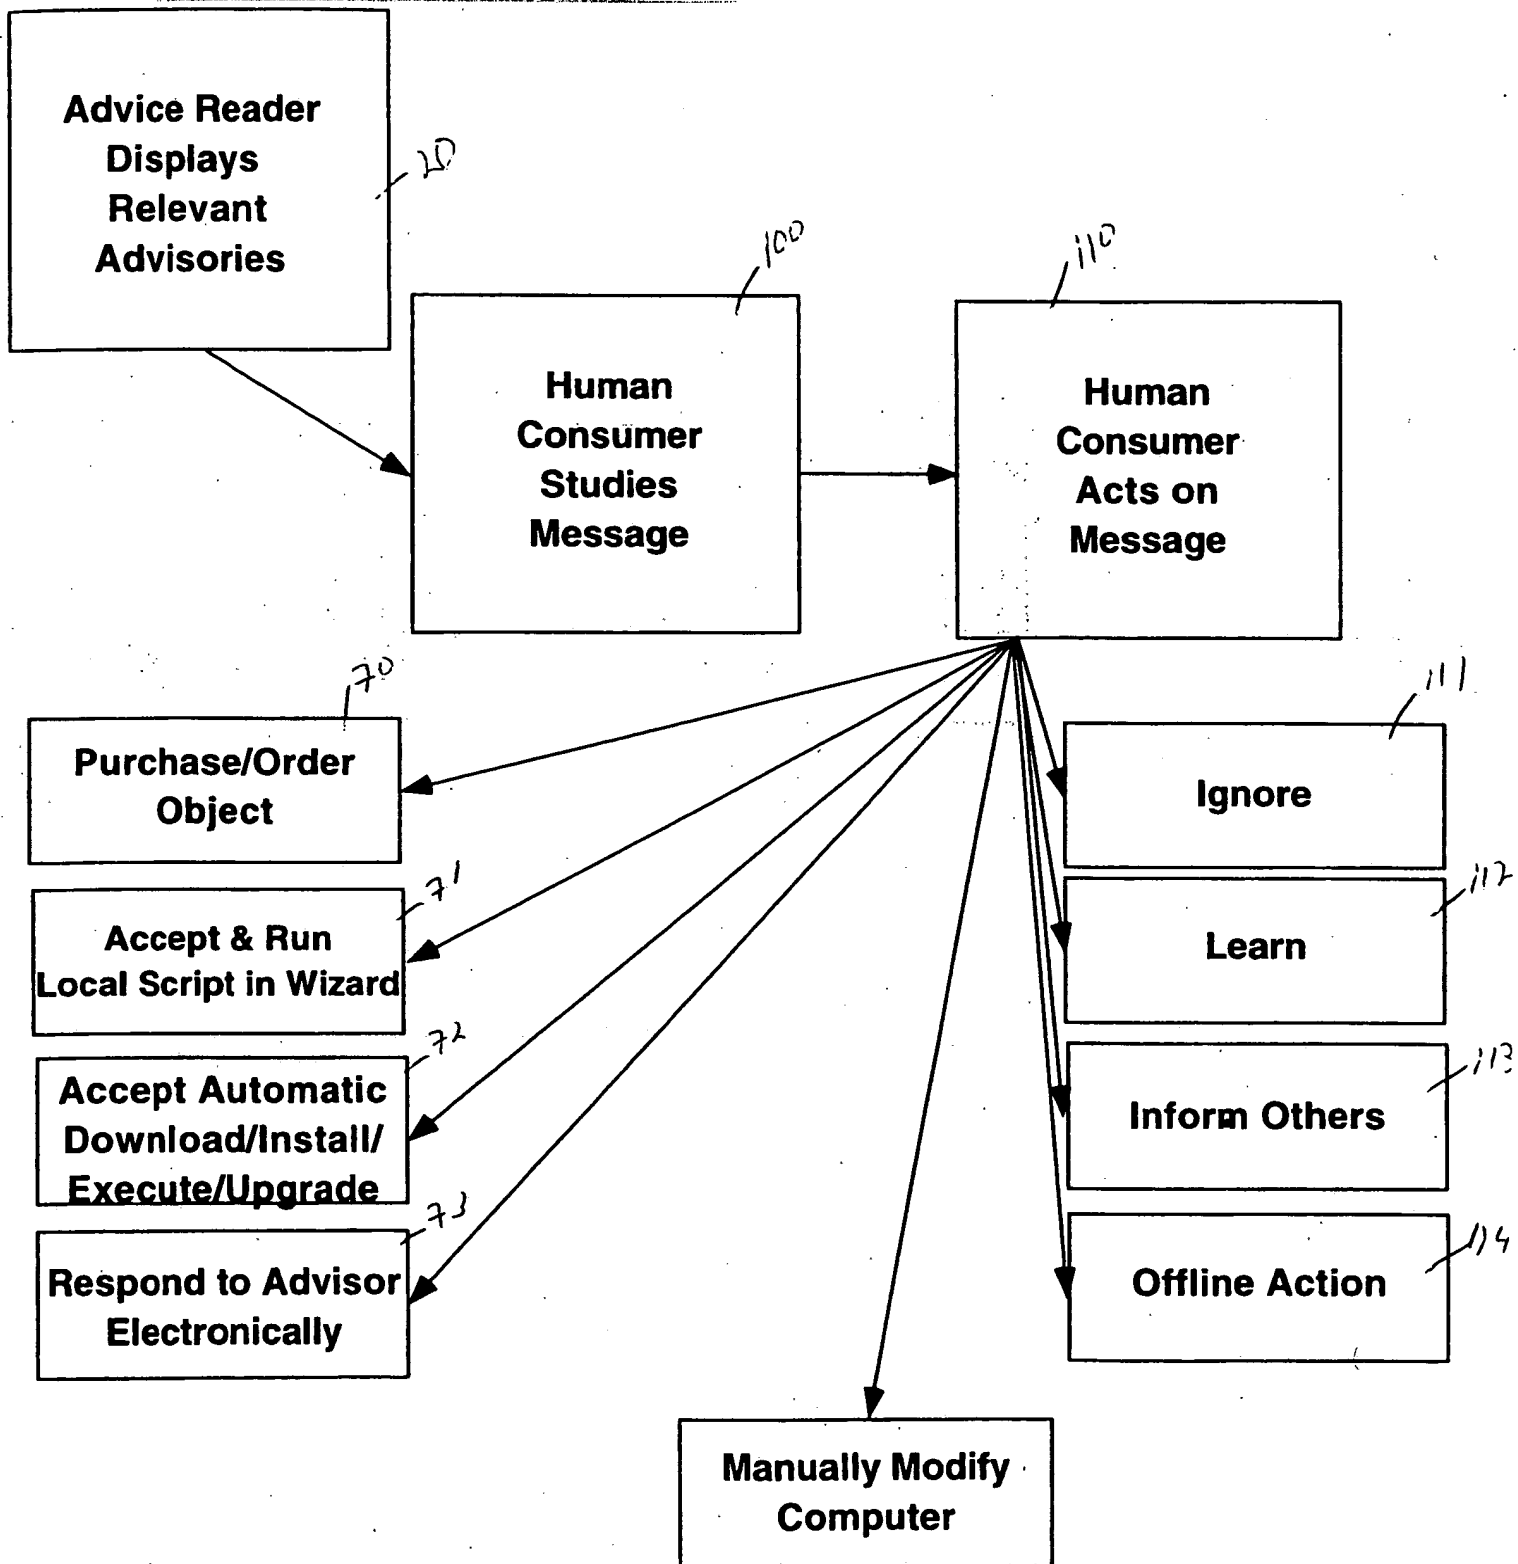 Advice Reader
Displays
Relevant
Advisories
20
100
Human
Consumer
Studies
Message
110
Human
Consumer
Acts on
Message
70
Purchase/Order
Object
71
Accept & Run
Local Script in Wizard
72
Accept Automatic
Download/Install/
Execute/Upgrade
73
Respond to Advisor
Electronically
111
Ignore
112
Learn
113
Inform Others
114
Offline Action
Manually Modify
Computer